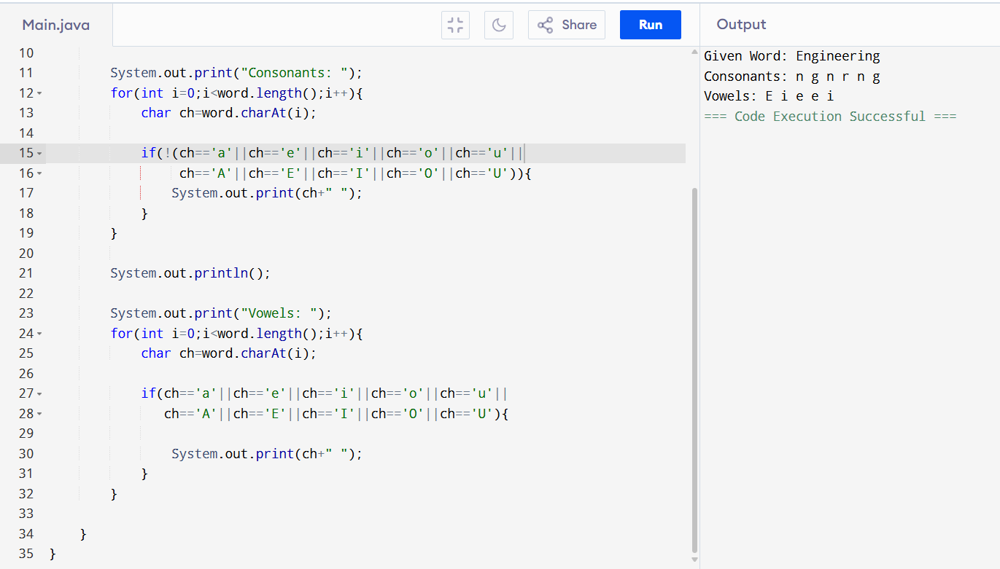 Main.java
Share
Run
Output
10
11 System.out.print("Consonants: ");
12 for(int i=0;i<word.length();i++){
13 char ch=word.charAt(i);
14
15 if(!(ch=='a'||ch=='e'||ch=='i'||ch=='o'||ch=='u'||
16 ch=='A'||ch=='E'||ch=='I'||ch=='O'||ch=='U')){
17 System.out.print(ch+" ");
18 }
19 }
20
21 System.out.println();
22
23 System.out.print("Vowels: ");
24 for(int i=0;i<word.length();i++){
25 char ch=word.charAt(i);
26
27 if(ch=='a'||ch=='e'||ch=='i'||ch=='o'||ch=='u'||
28 ch=='A'||ch=='E'||ch=='I'||ch=='O'||ch=='U'){
29
30 System.out.print(ch+" ");
31 }
32 }
33
34 }
35 }
Given Word: Engineering
Consonants: n g n r n g
Vowels: E i e e i
=== Code Execution Successful ===